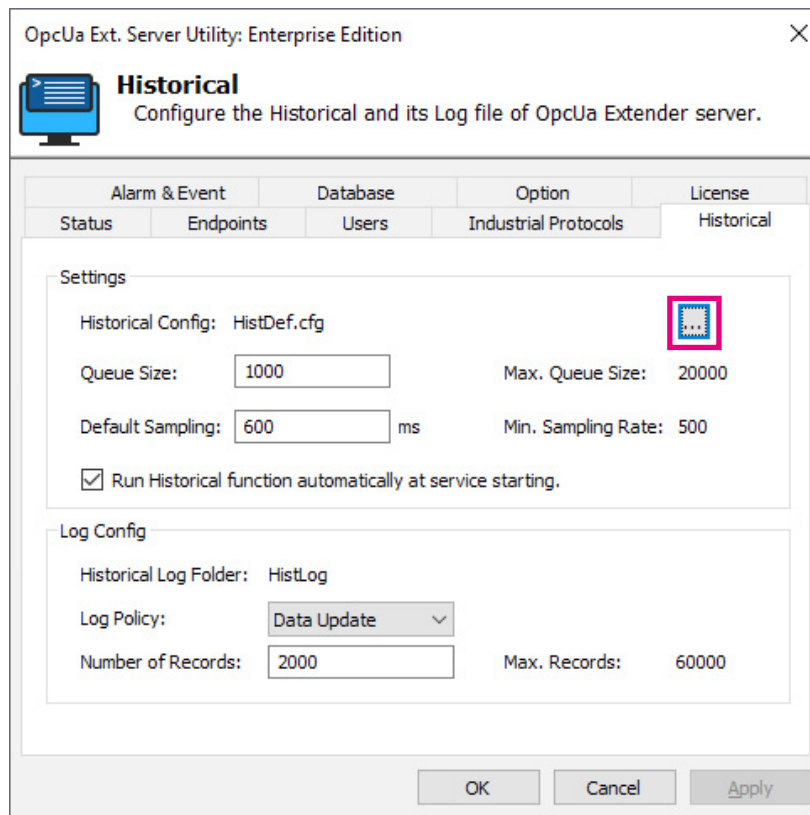 OpcUa Ext. Server Utility: Enterprise Edition
Historical
Configure the Historical and its Log file of OpcUa Extender server.
Alarm & Event Database Option License
Status Endpoints Users Industrial Protocols Historical
Settings
Historical Config: HistDef.cfg ...
Queue Size: 1000 Max. Queue Size: 20000
Default Sampling: 600 ms Min. Sampling Rate: 500
Run Historical function automatically at service starting.
Log Config
Historical Log Folder: HistLog
Log Policy: Data Update
Number of Records: 2000 Max. Records: 60000
OK Cancel Apply